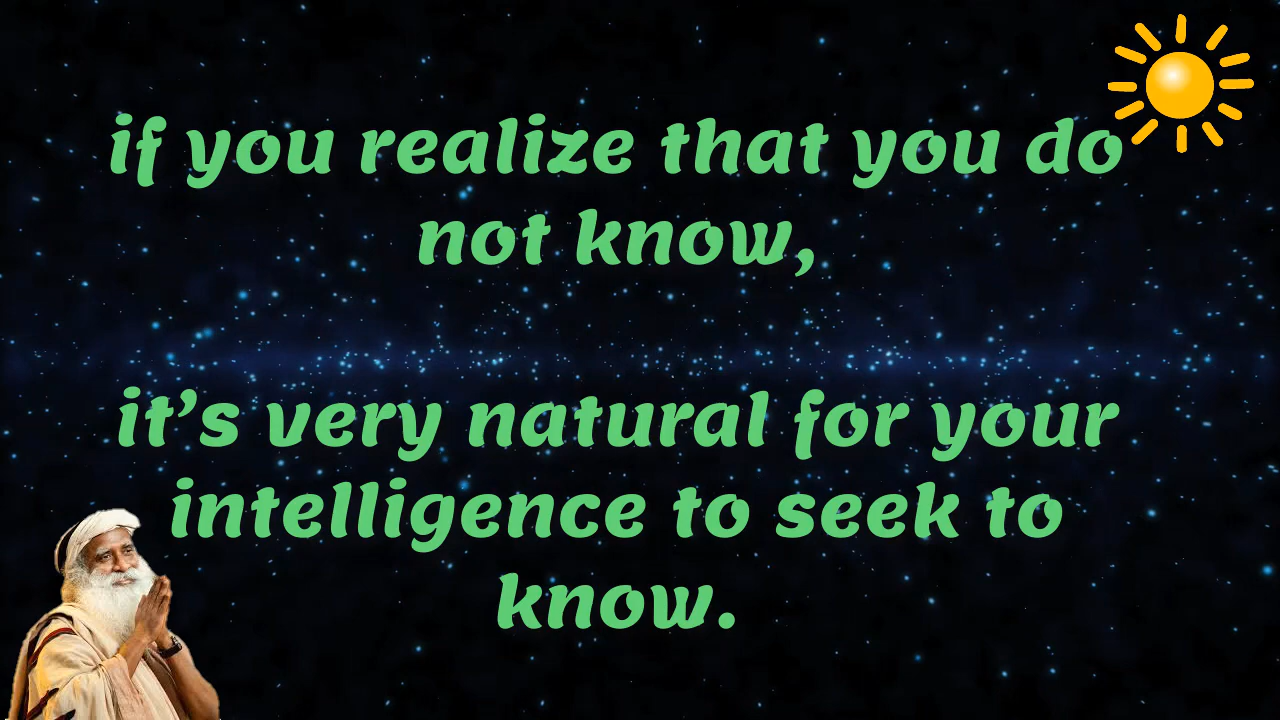 if you realize that you do
not know,
it’s very natural for your
intelligence to seek to
know.